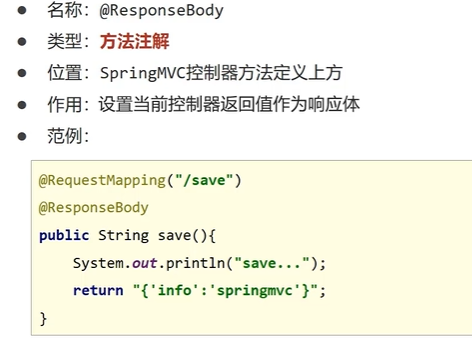 ● 名称：@ResponseBody
● 类型：方法注解
● 位置：SpringMVC控制器方法定义上方
● 作用：设置当前控制器返回值作为响应体
● 范例：
@RequestMapping("/save")
@ResponseBody
public String save(){
    System.out.println("save...");
    return "{'info':'springmvc'}";
}